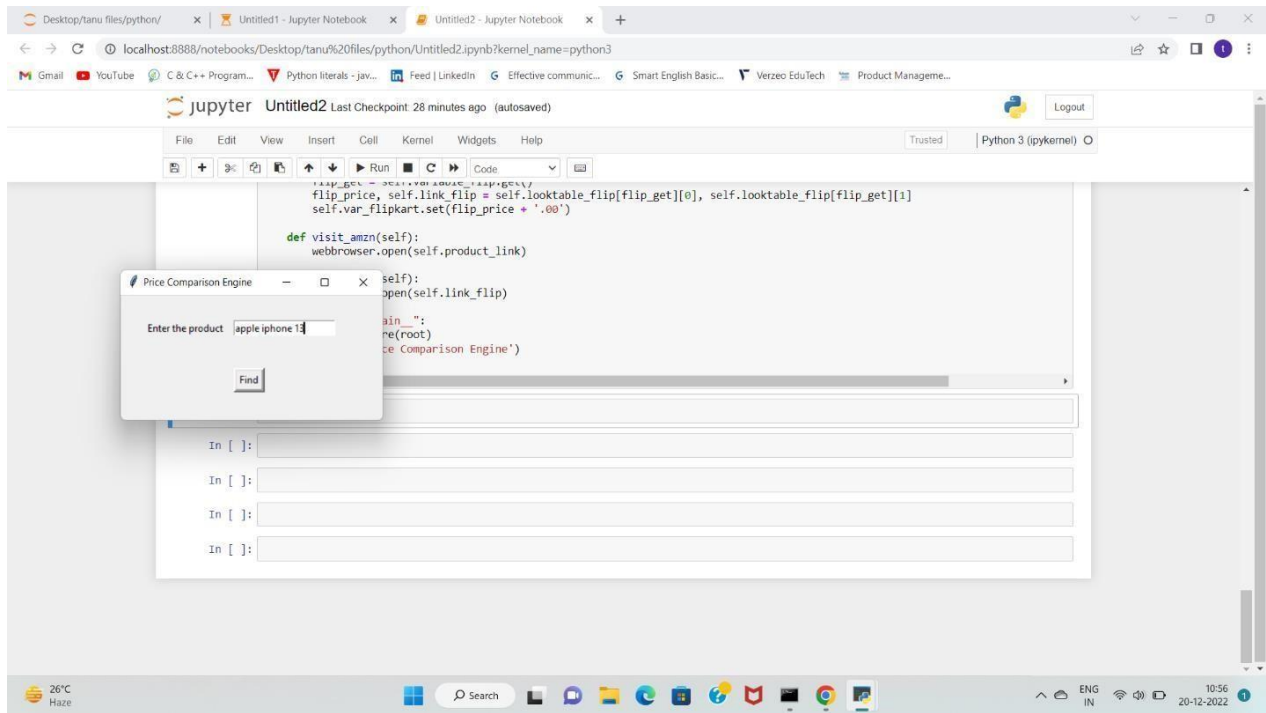 Desktop/tanu files/python/ Untitled1 - Jupyter Notebook Untitled2 - Jupyter Notebook
localhost:8888/notebooks/Desktop/tanu%20files/python/Untitled2.ipynb?kernel_name=python3
Gmail YouTube C & C++ Program... Python literals - jav... Feed | LinkedIn Effective communic... Smart English Basic... Verzeo EduTech Product Manageme...
jupyter Untitled2 Last Checkpoint: 28 minutes ago (autosaved) Logout
File Edit View Insert Cell Kernel Widgets Help Trusted Python 3 (ipykernel)
Run Code
flip_get = self.variable_flip.get()
flip_price, self.link_flip = self.looktable_flip[flip_get][0], self.looktable_flip[flip_get][1]
self.var_flipkart.set(flip_price + '.00')
def visit_amzn(self):
webbrowser.open(self.product_link)
self):
open(self.link_flip)
ain__":
re(root)
ce Comparison Engine')
Price Comparison Engine
Enter the product apple iphone 13
Find
In [ ]:
In [ ]:
In [ ]:
In [ ]:
26°C
Haze
Search
ENG
IN
10:56
20-12-2022
1